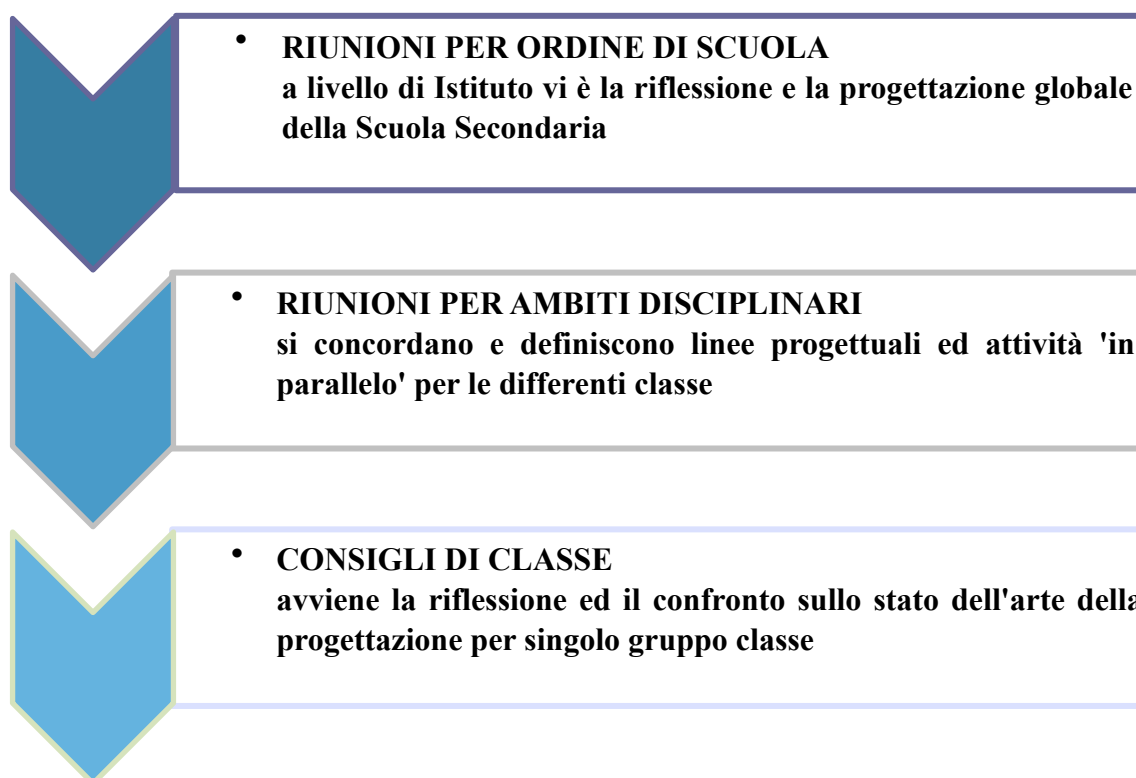 • RIUNIONI PER ORDINE DI SCUOLA
a livello di Istituto vi è la riflessione e la progettazione globale
della Scuola Secondaria
• RIUNIONI PER AMBITI DISCIPLINARI
si concordano e definiscono linee progettuali ed attività 'in
parallelo' per le differenti classe
• CONSIGLI DI CLASSE
avviene la riflessione ed il confronto sullo stato dell'arte della
progettazione per singolo gruppo classe